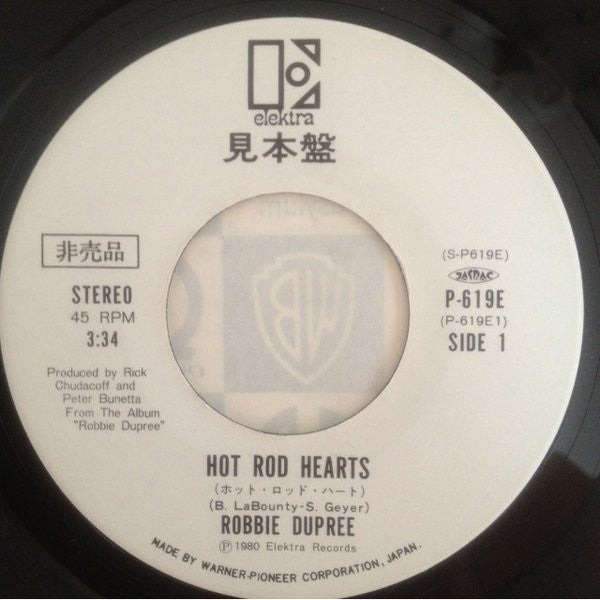 elektra
見本盤
非売品
STEREO
45 RPM
3:34
Produced by Rick
Chudacoff and
Peter Bunetta
From The Album
"Robbie Dupree"
(S-P619E)
JASRAC
P-619E
(P-619E1)
SIDE 1
HOT ROD HEARTS
(ホット・ロッド・ハート)
(B. LaBounty-S. Geyer)
ROBBIE DUPREE
Ⓟ1980 Elektra Records
MADE BY WARNER-PIONEER CORPORATION, JAPAN.